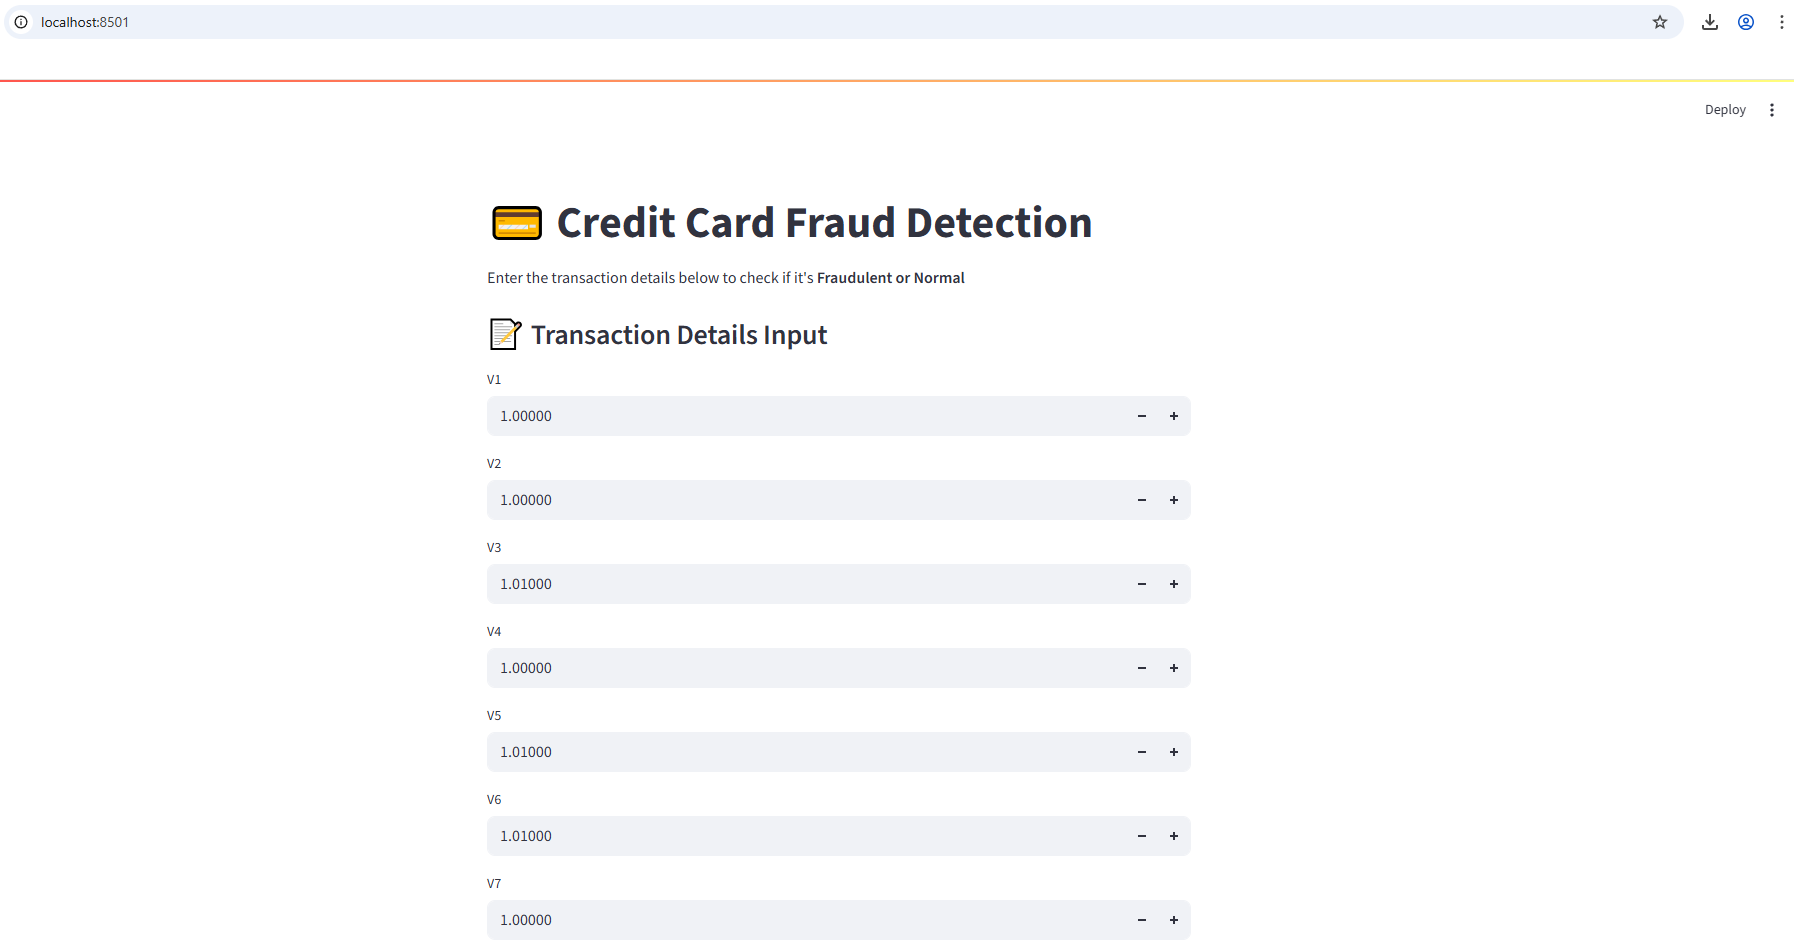 localhost:8501
Deploy
Credit Card Fraud Detection
Enter the transaction details below to check if it's Fraudulent or Normal
Transaction Details Input
V1
1.00000
V2
1.00000
V3
1.01000
V4
1.00000
V5
1.01000
V6
1.01000
V7
1.00000